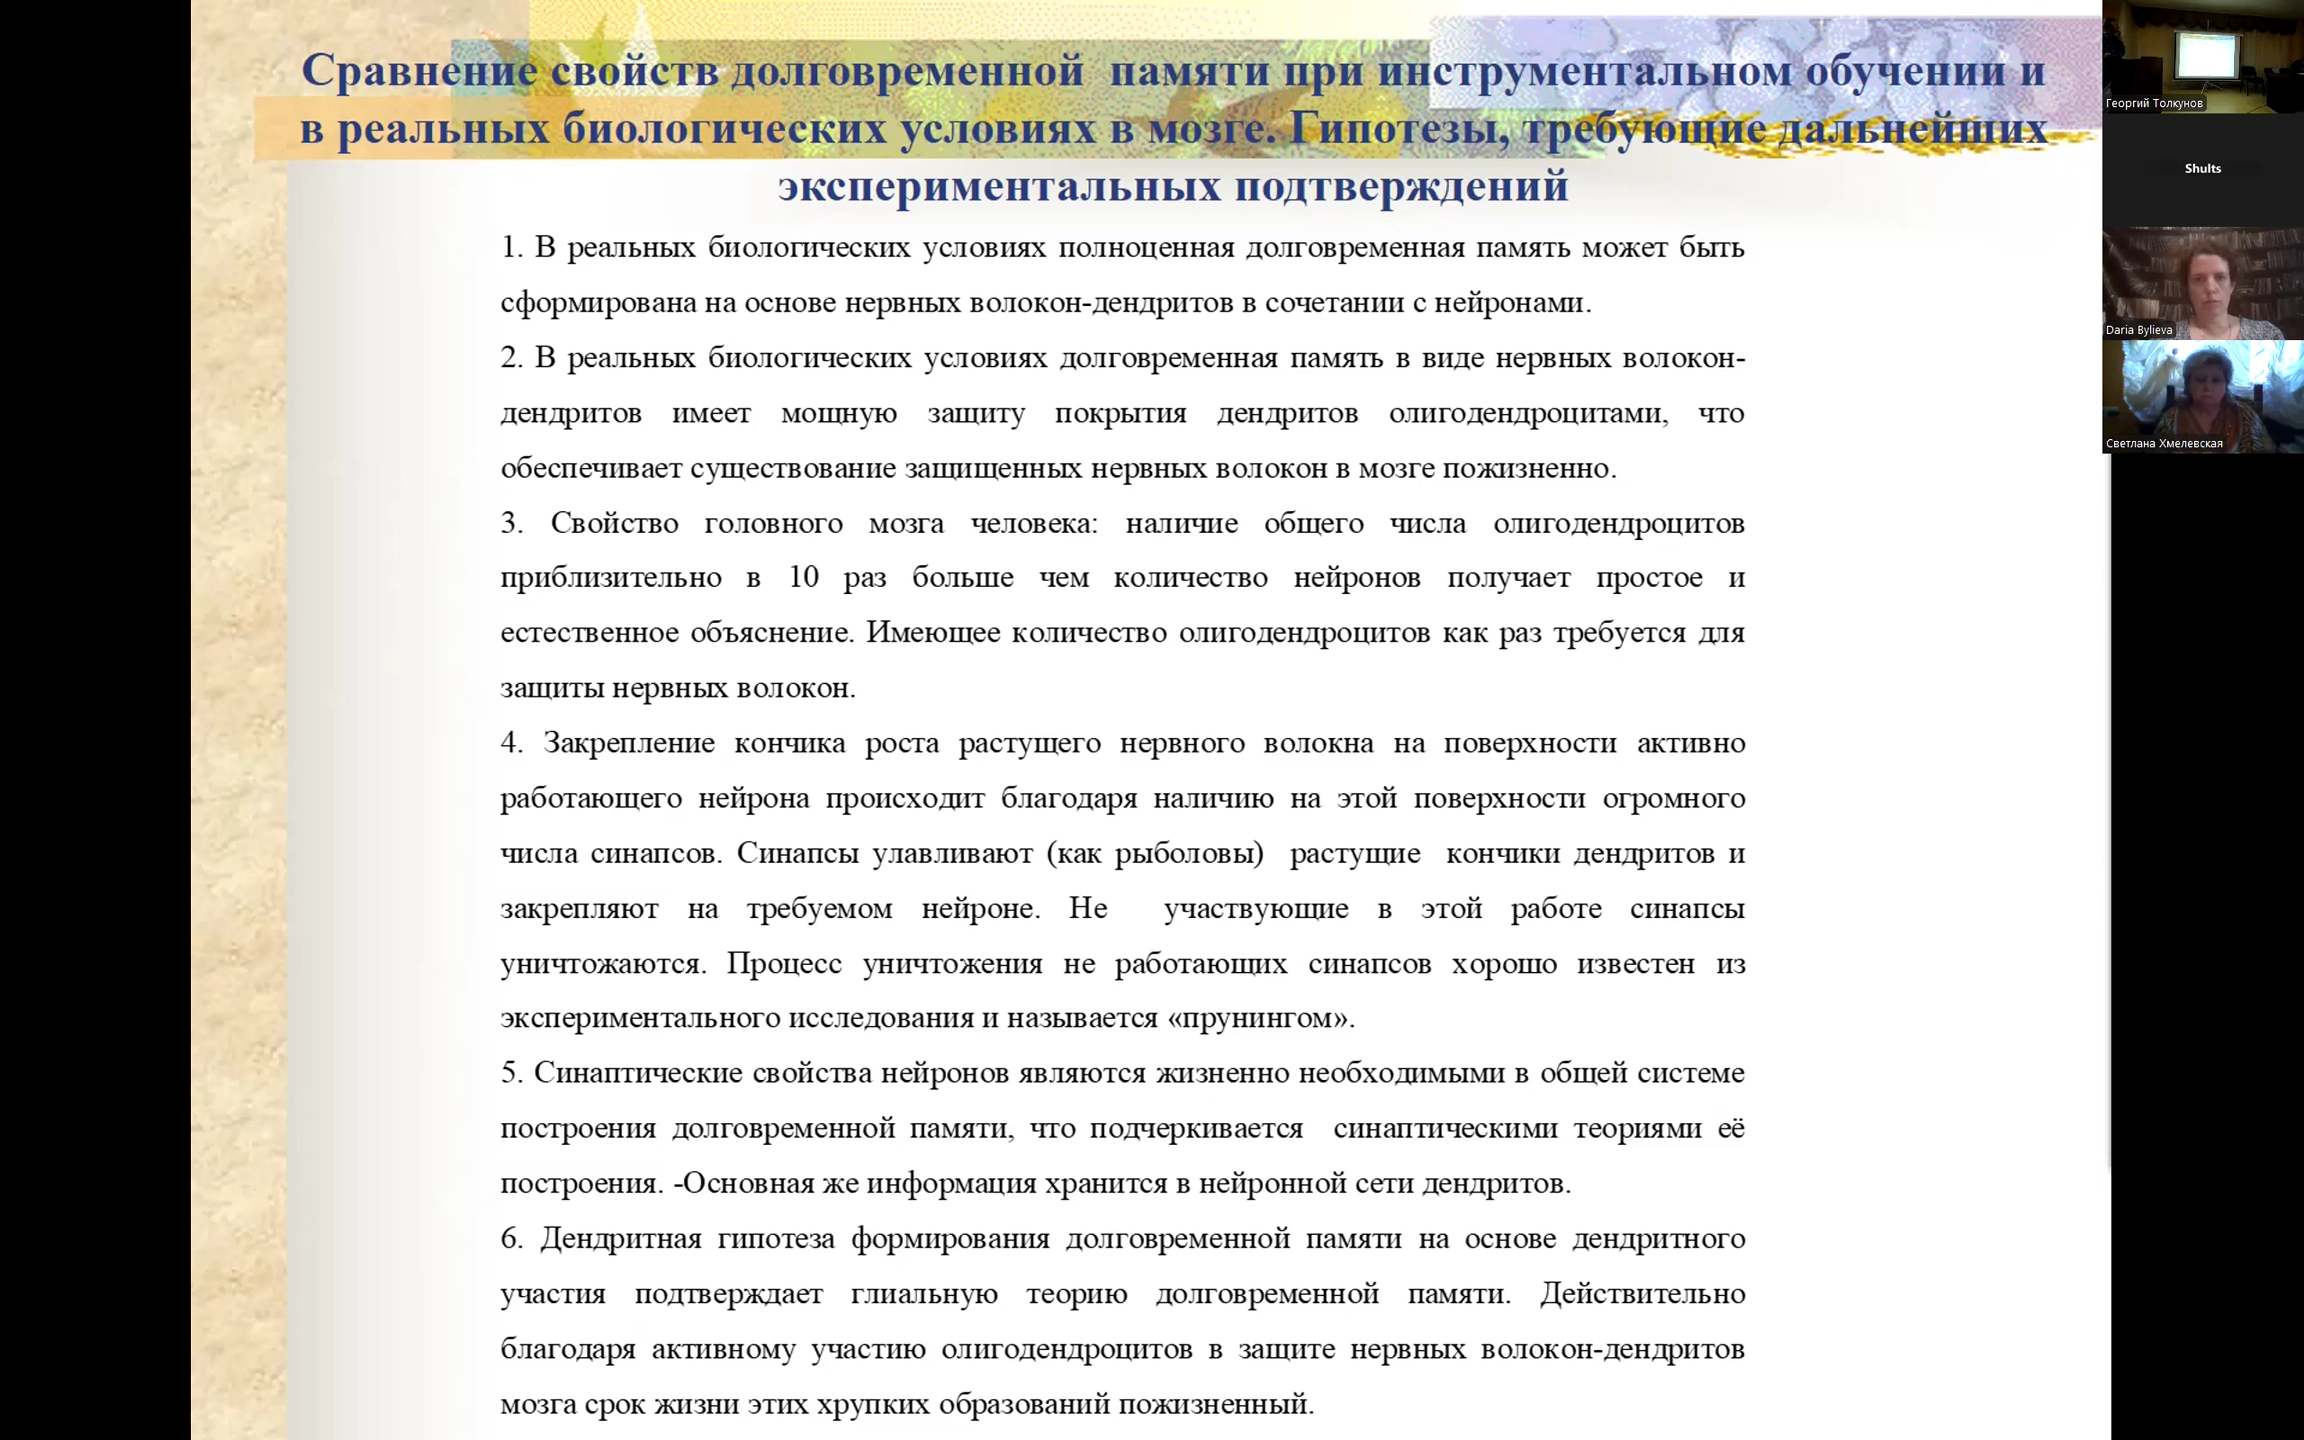 Сравнение свойств долговременной памяти при инструментальном обучении и
в реальных биологических условиях в мозге. Гипотезы, требующие дальнейших
экспериментальных подтверждений
1. В реальных биологических условиях полноценная долговременная память может быть
сформирована на основе нервных волокон-дендритов в сочетании с нейронами.
2. В реальных биологических условиях долговременная память в виде нервных волокон-
дендритов имеет мощную защиту покрытия дендритов олигодендроцитами, что
обеспечивает существование защищенных нервных волокон в мозге пожизненно.
3. Свойство головного мозга человека: наличие общего числа олигодендроцитов
приблизительно в 10 раз больше чем количество нейронов получает простое и
естественное объяснение. Имеющее количество олигодендроцитов как раз требуется для
защиты нервных волокон.
4. Закрепление кончика роста растущего нервного волокна на поверхности активно
работающего нейрона происходит благодаря наличию на этой поверхности огромного
числа синапсов. Синапсы улавливают (как рыболовы) растущие кончики дендритов и
закрепляют на требуемом нейроне. Не участвующие в этой работе синапсы
уничтожаются. Процесс уничтожения не работающих синапсов хорошо известен из
экспериментального исследования и называется «прунингом».
5. Синаптические свойства нейронов являются жизненно необходимыми в общей системе
построения долговременной памяти, что подчеркивается синаптическими теориями её
построения. -Основная же информация хранится в нейронной сети дендритов.
6. Дендритная гипотеза формирования долговременной памяти на основе дендритного
участия подтверждает глиальную теорию долговременной памяти. Действительно
благодаря активному участию олигодендроцитов в защите нервных волокон-дендритов
мозга срок жизни этих хрупких образований пожизненный.
Георгий Толкунов
Shults
Daria Bylieva
Светлана Хмелевская